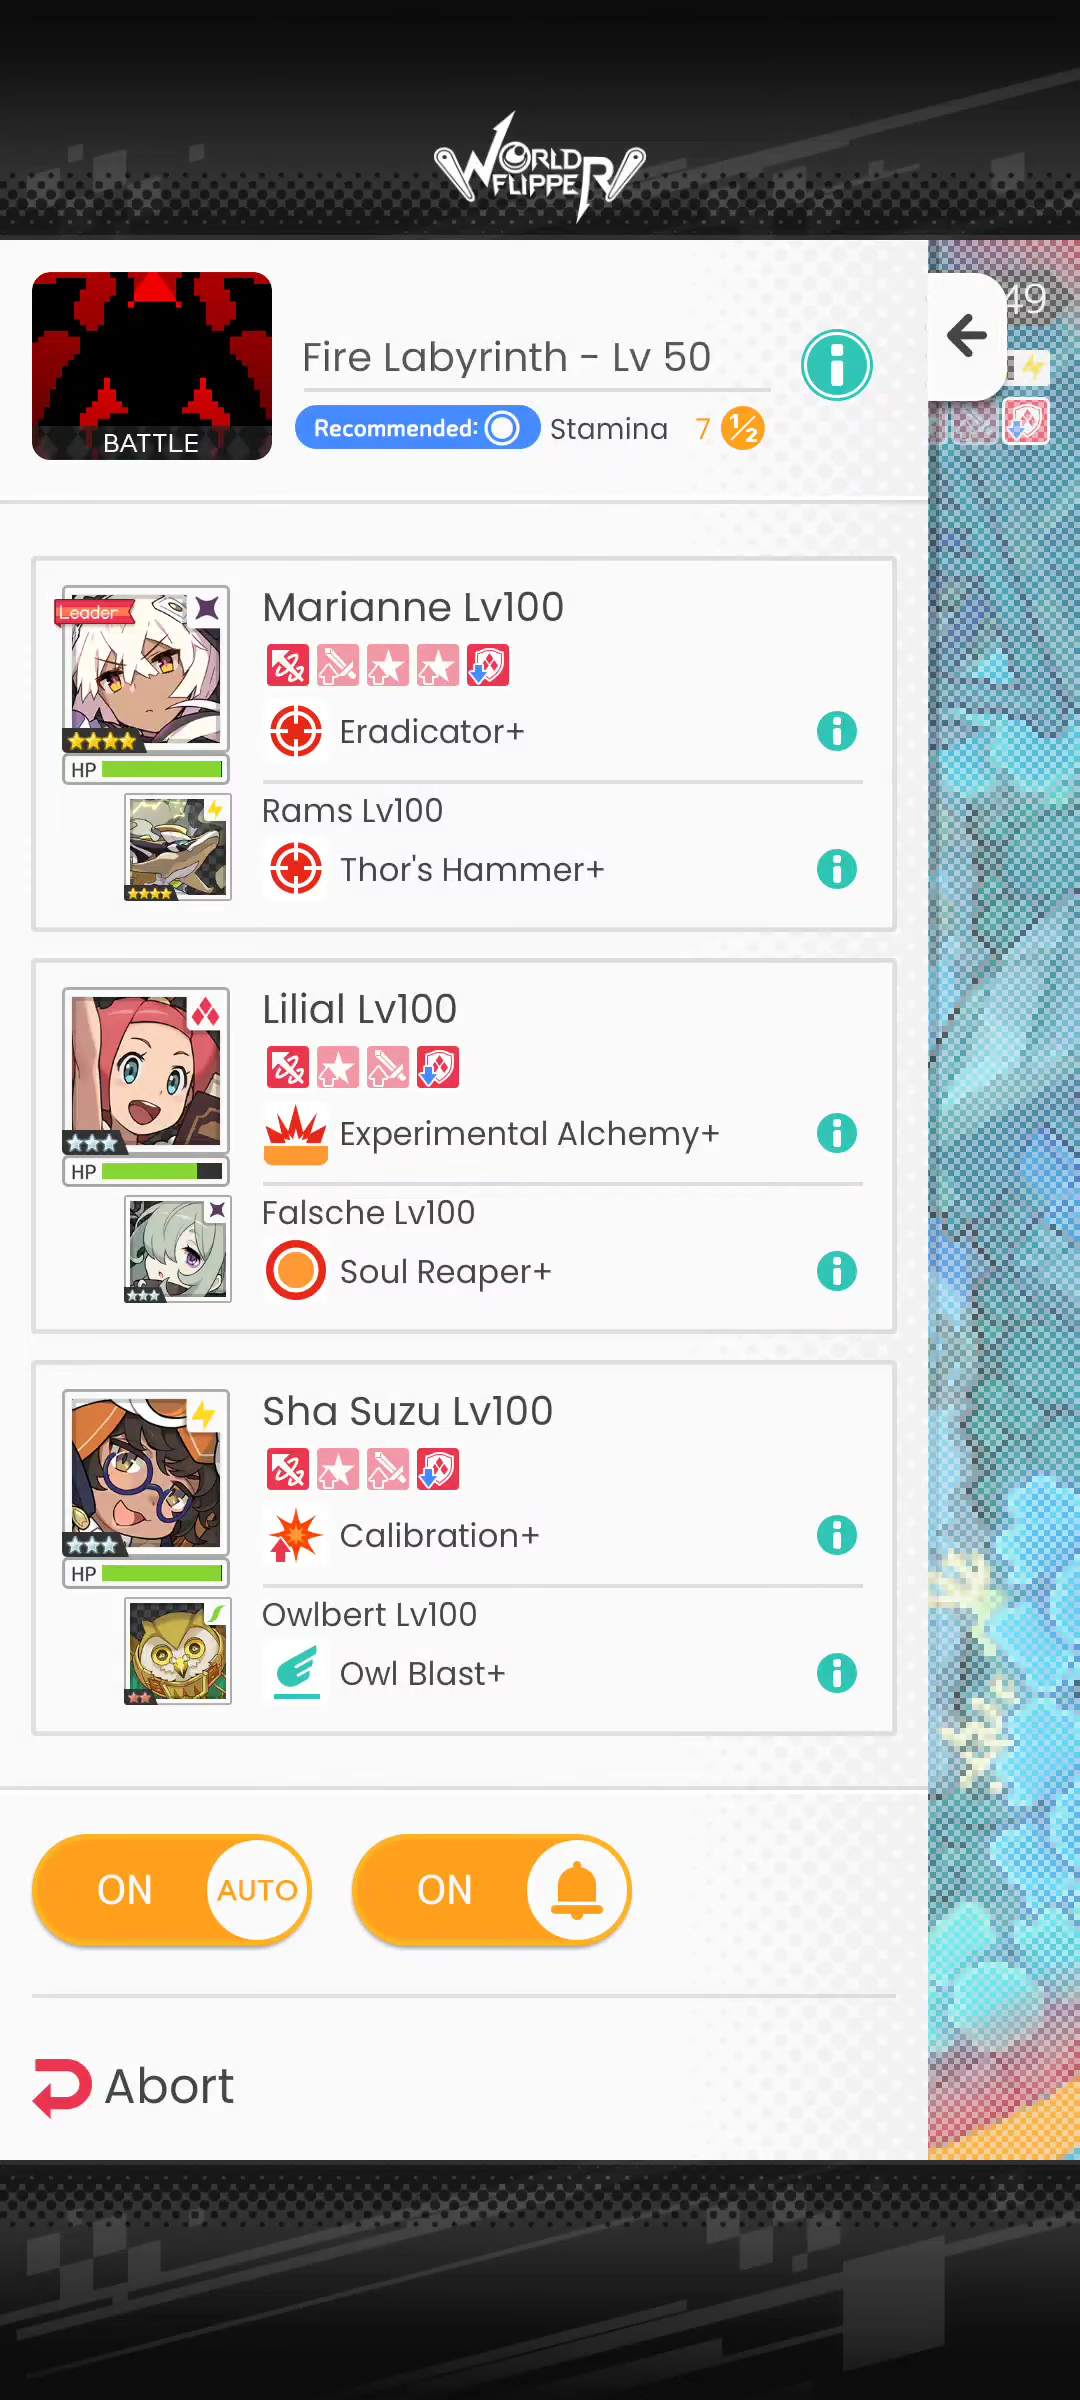 WORLD FLIPPER
49
BATTLE
Fire Labyrinth - Lv 50
Recommended:
Stamina 7 1/2
Leader
Marianne Lv100
Eradicator+
HP
Rams Lv100
Thor's Hammer+
Lilial Lv100
Experimental Alchemy+
HP
Falsche Lv100
Soul Reaper+
Sha Suzu Lv100
Calibration+
HP
Owlbert Lv100
Owl Blast+
ON AUTO
ON
Abort